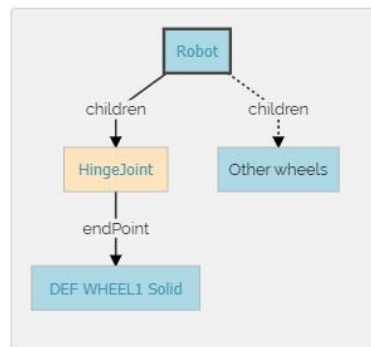 Robot
children
children
HingeJoint
Other wheels
endPoint
DEF WHEEL1 Solid